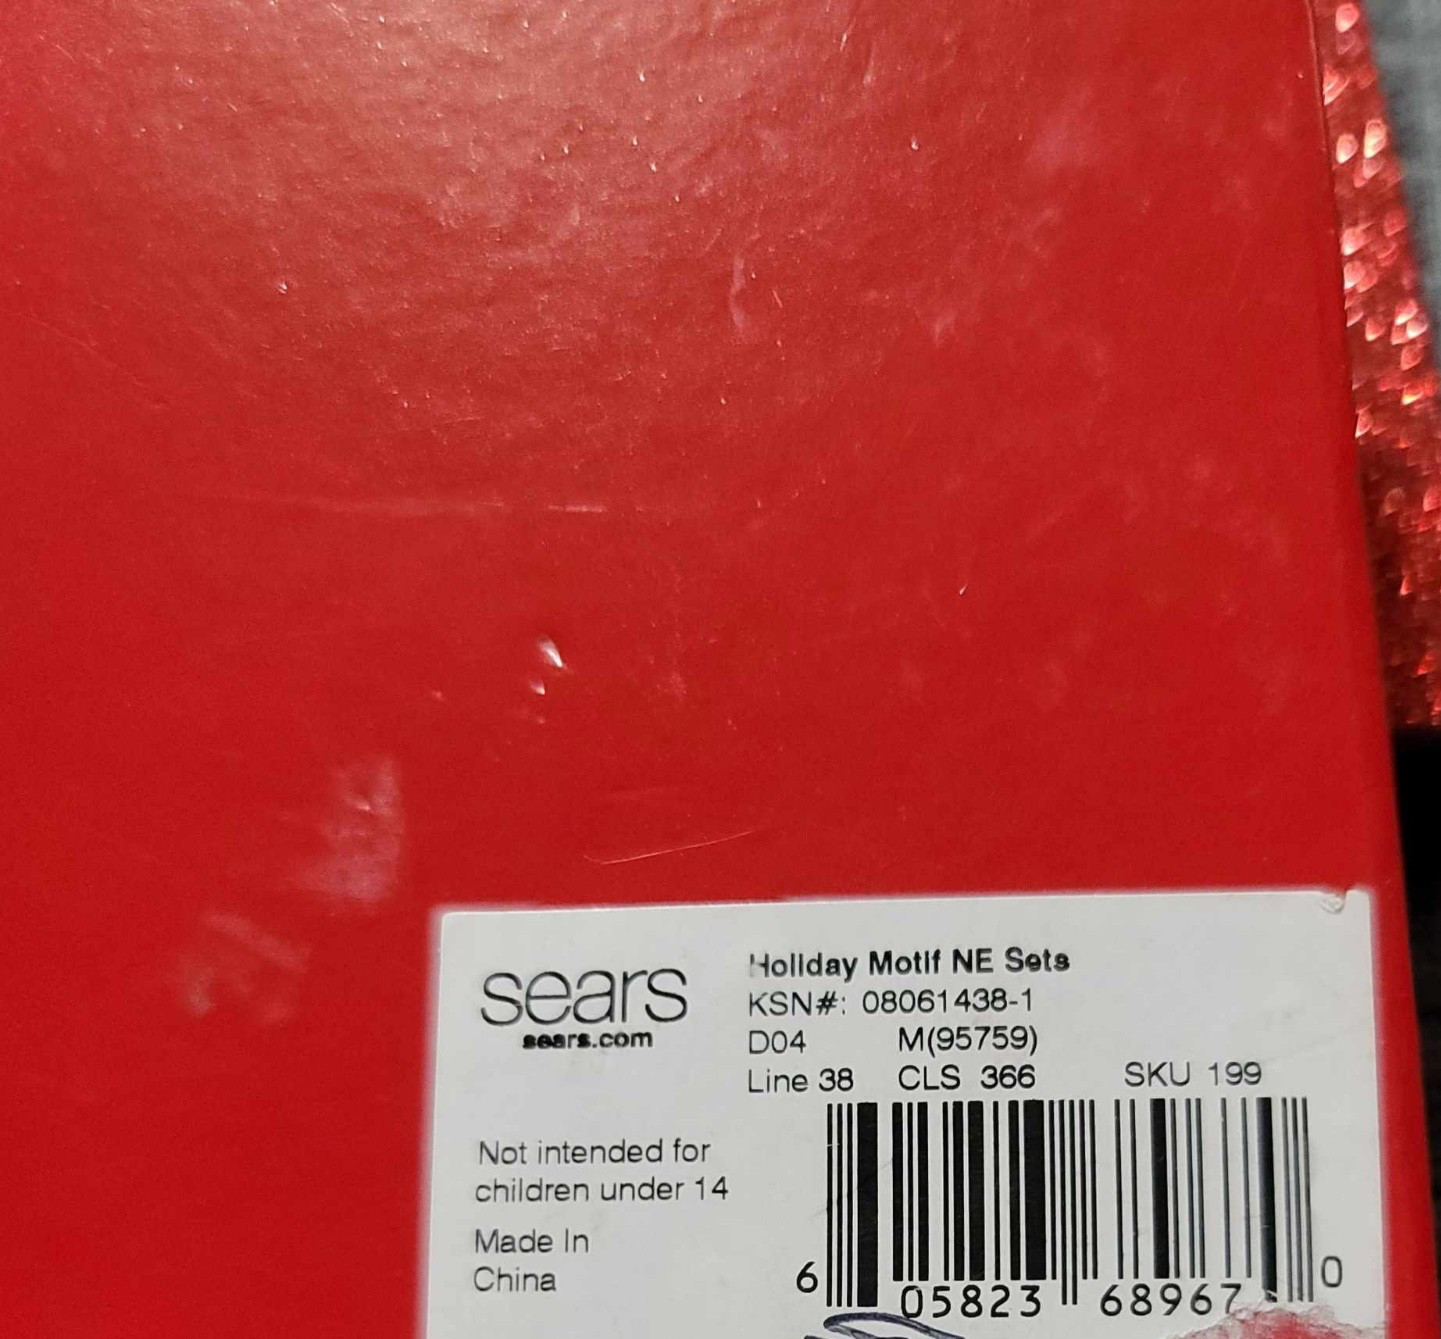 sears
sears.com
Holiday Motif NE Sets
KSN#: 08061438-1
D04 M(95759)
Line 38 CLS 366 SKU 199
Not intended for
children under 14
Made In
China
6 05823 68967 0